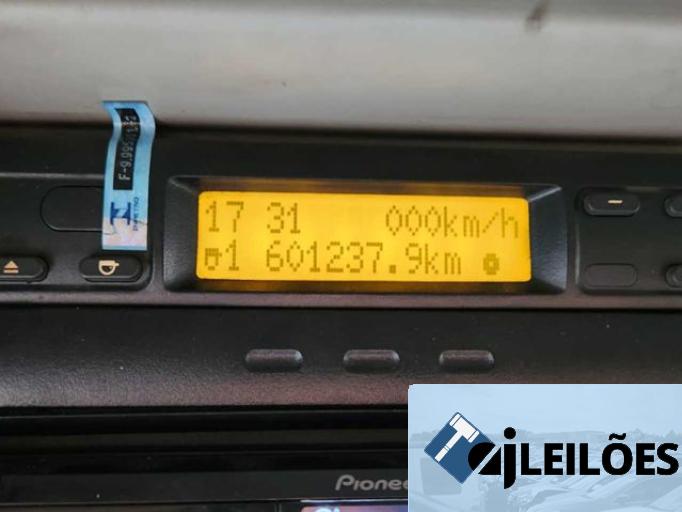 17 31 000km/h
1 601237.9km
Pionee
ajLEILÕES